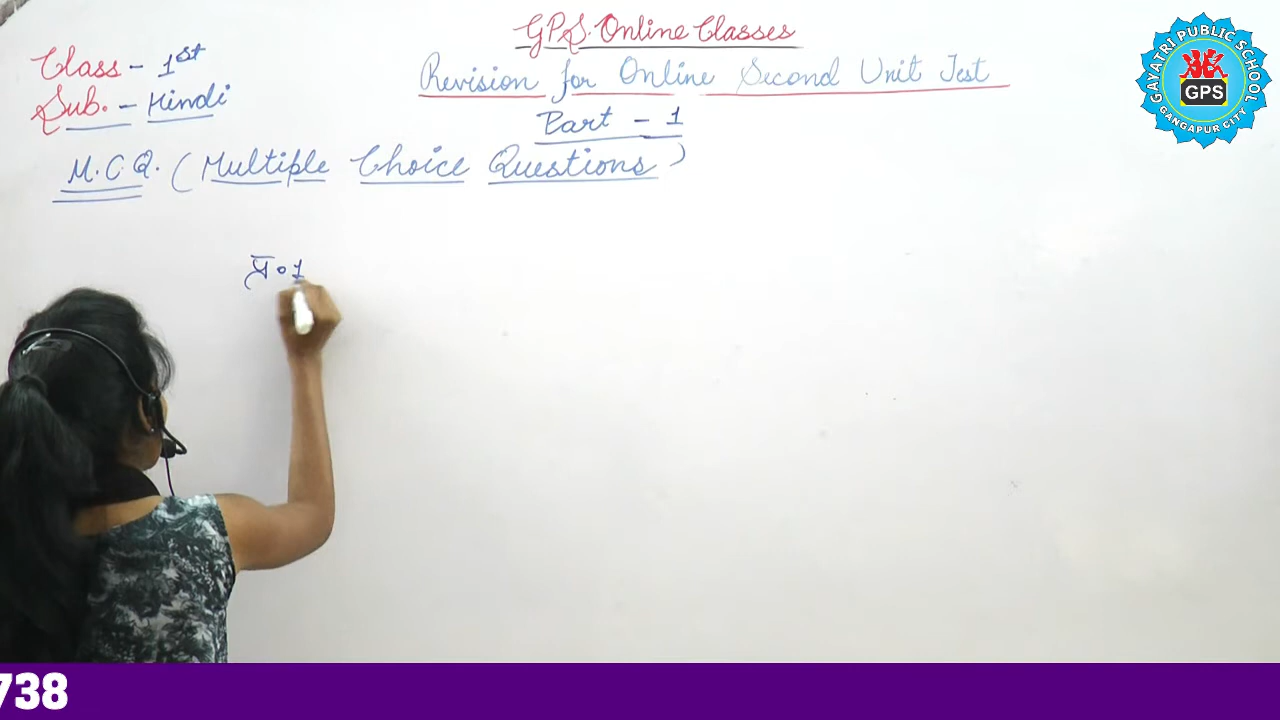 GPS. Online Classes
Class - 1st
Revision for Online Second Unit Test
Sub. - Hindi
Part - 1
M.C.Q. (Multiple Choice Questions)
प्र०1
GAYATRI PUBLIC SCHOOL
GPS
GANGAPUR CITY
738